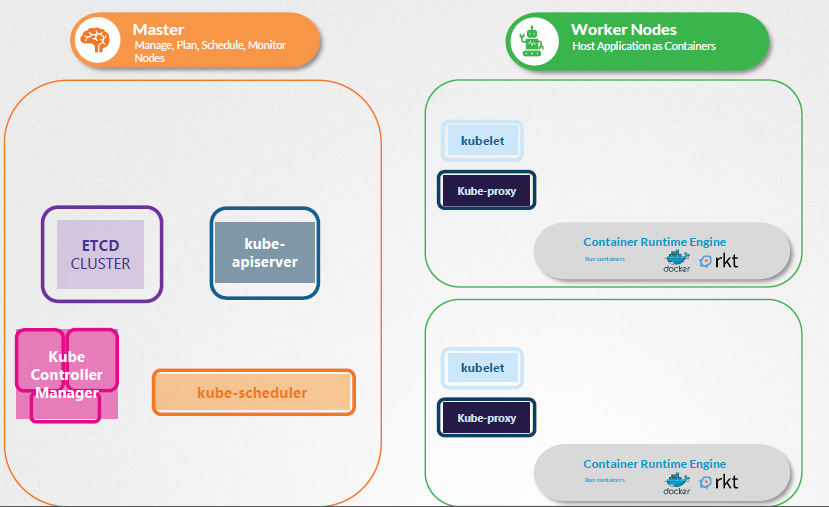 Master
Manage, Plan, Schedule, Monitor
Nodes
Worker Nodes
Host Application as Containers
ETCD
CLUSTER
kube-
apiserver
Kube
Controller
Manager
kube-scheduler
kubelet
Kube-proxy
Container Runtime Engine
Run containers
docker
rkt
kubelet
Kube-proxy
Container Runtime Engine
Run containers
docker
rkt